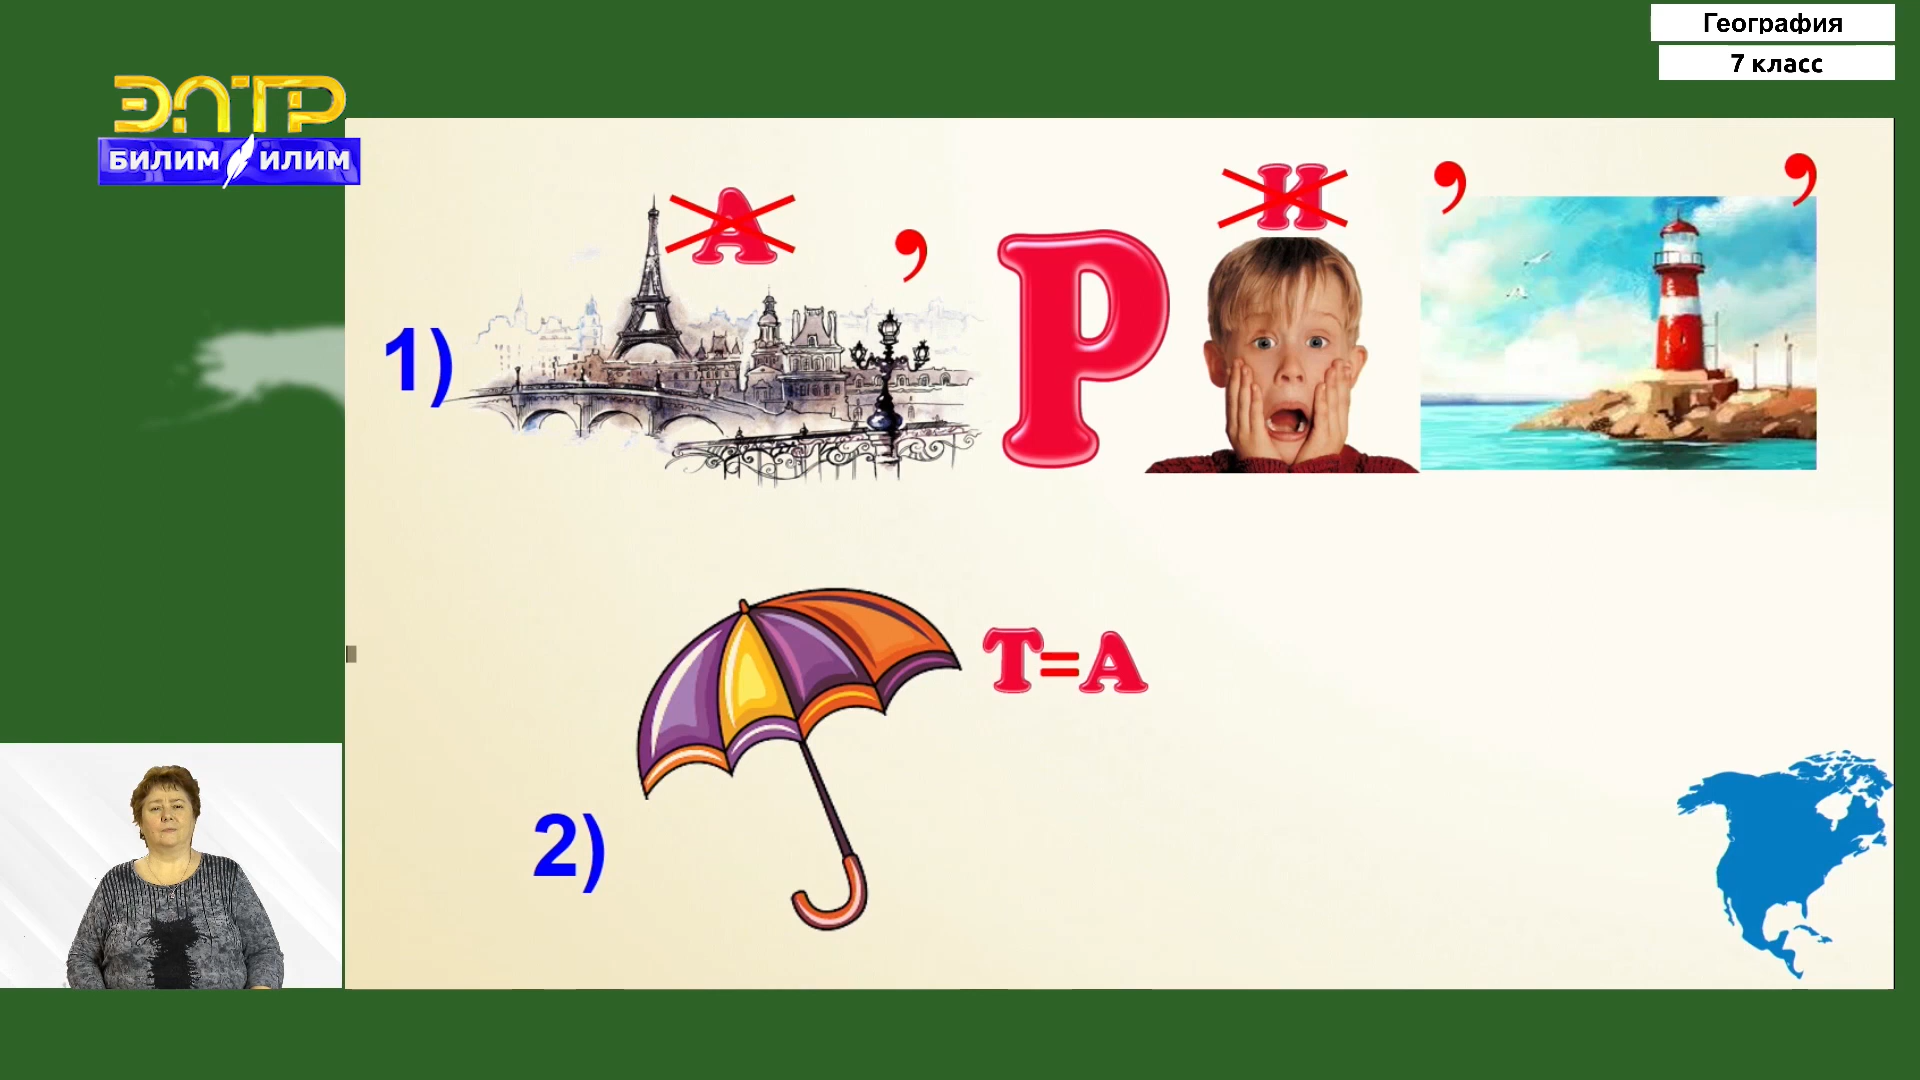 География
7 класс
ЭЛТР
БИЛИМ ИЛИМ
А , И , ,
1) Р
Т=А
2)